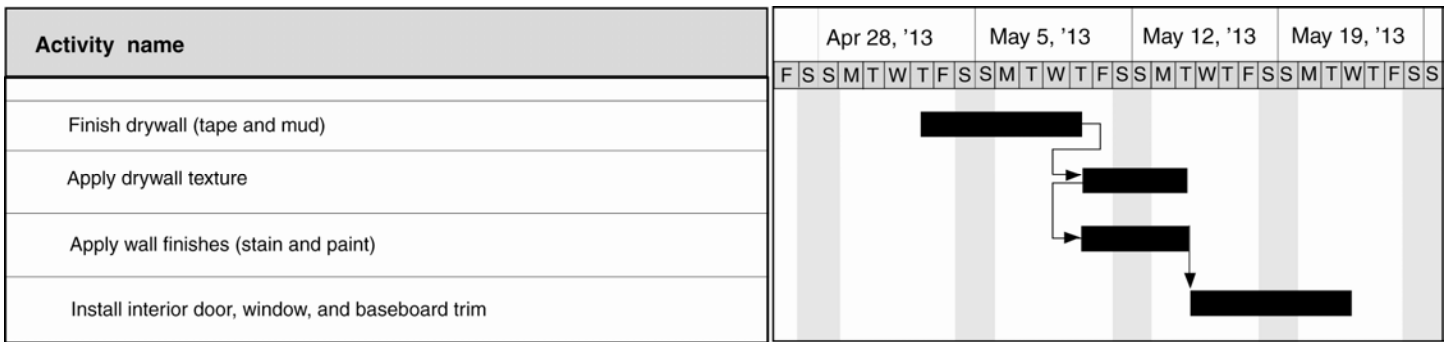 Activity name
Apr 28, '13 May 5, '13 May 12, '13 May 19, '13
F S S M T W T F S S M T W T F S S M T W T F S S M T W T F S S
Finish drywall (tape and mud)
Apply drywall texture
Apply wall finishes (stain and paint)
Install interior door, window, and baseboard trim